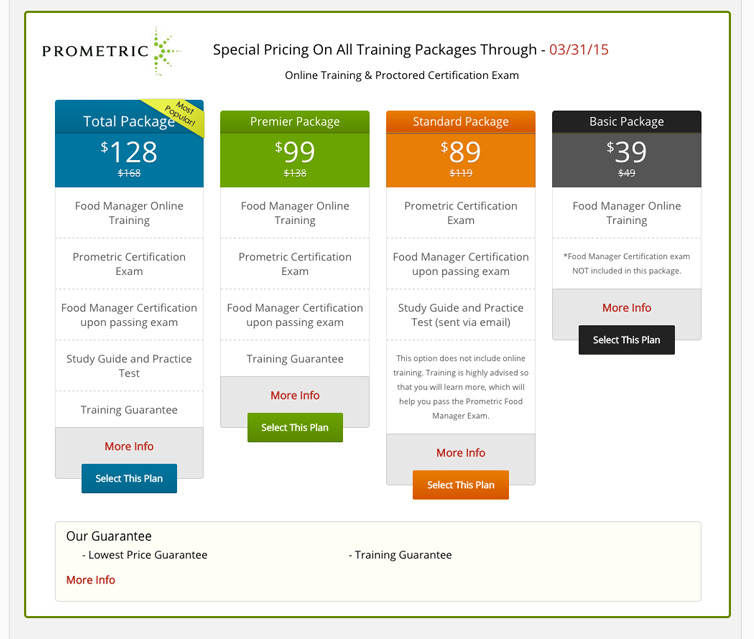 PROMETRIC
Special Pricing On All Training Packages Through - 03/31/15
Online Training & Proctored Certification Exam
Most
Popular!
Total Package
$128
$168
Food Manager Online
Training
Prometric Certification
Exam
Food Manager Certification
upon passing exam
Study Guide and Practice
Test
Training Guarantee
More Info
Select This Plan
Premier Package
$99
$138
Food Manager Online
Training
Prometric Certification
Exam
Food Manager Certification
upon passing exam
Training Guarantee
More Info
Select This Plan
Standard Package
$89
$119
Prometric Certification
Exam
Food Manager Certification
upon passing exam
Study Guide and Practice
Test (sent via email)
This option does not include online
training. Training is highly advised so
that you will learn more, which will
help you pass the Prometric Food
Manager Exam.
More Info
Select This Plan
Basic Package
$39
$49
Food Manager Online
Training
*Food Manager Certification exam
NOT included in this package.
More Info
Select This Plan
Our Guarantee
- Lowest Price Guarantee
- Training Guarantee
More Info